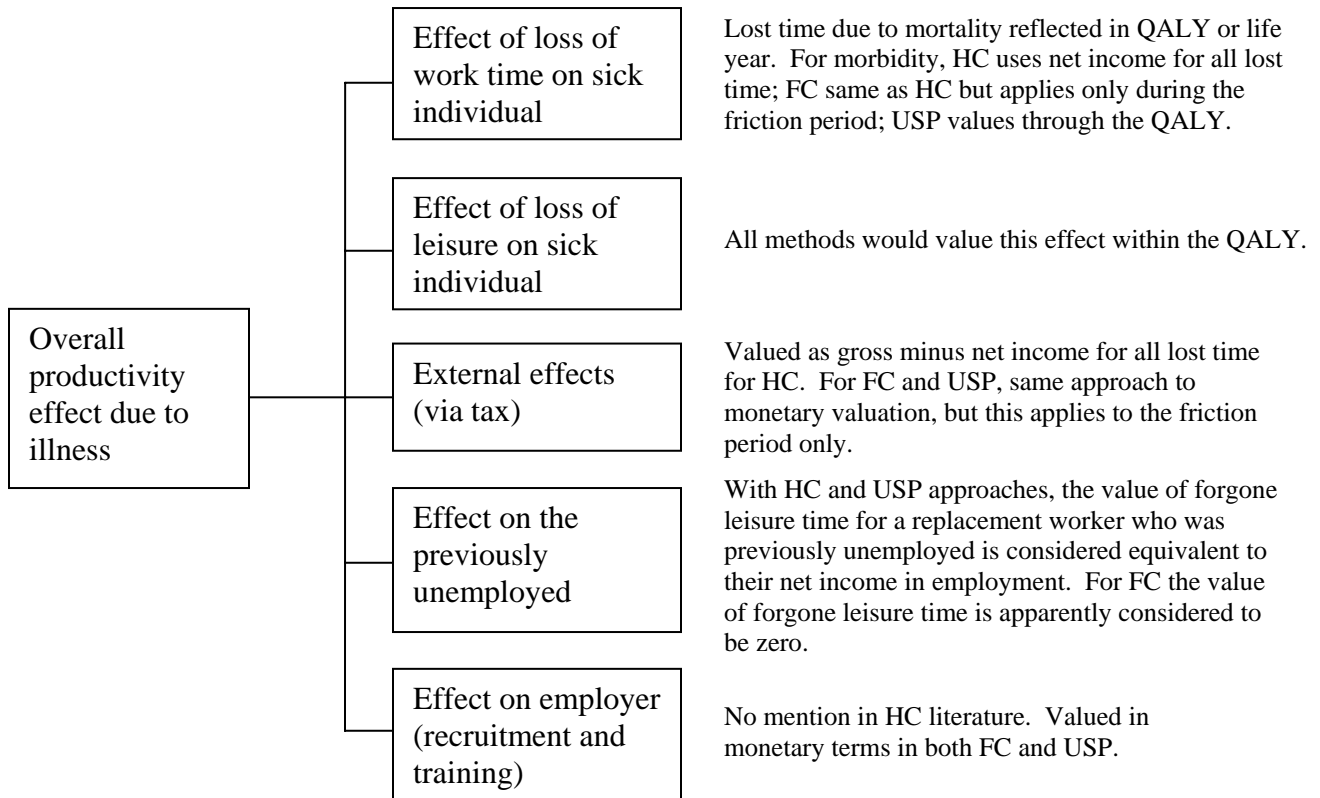 Effect of loss of
work time on sick
individual
Lost time due to mortality reflected in QALY or life
year. For morbidity, HC uses net income for all lost
time; FC same as HC but applies only during the
friction period; USP values through the QALY.
Effect of loss of
leisure on sick
individual
All methods would value this effect within the QALY.
Overall
productivity
effect due to
illness
External effects
(via tax)
Valued as gross minus net income for all lost time
for HC. For FC and USP, same approach to
monetary valuation, but this applies to the friction
period only.
Effect on the
previously
unemployed
With HC and USP approaches, the value of forgone
leisure time for a replacement worker who was
previously unemployed is considered equivalent to
their net income in employment. For FC the value
of forgone leisure time is apparently considered to
be zero.
Effect on employer
(recruitment and
training)
No mention in HC literature. Valued in
monetary terms in both FC and USP.